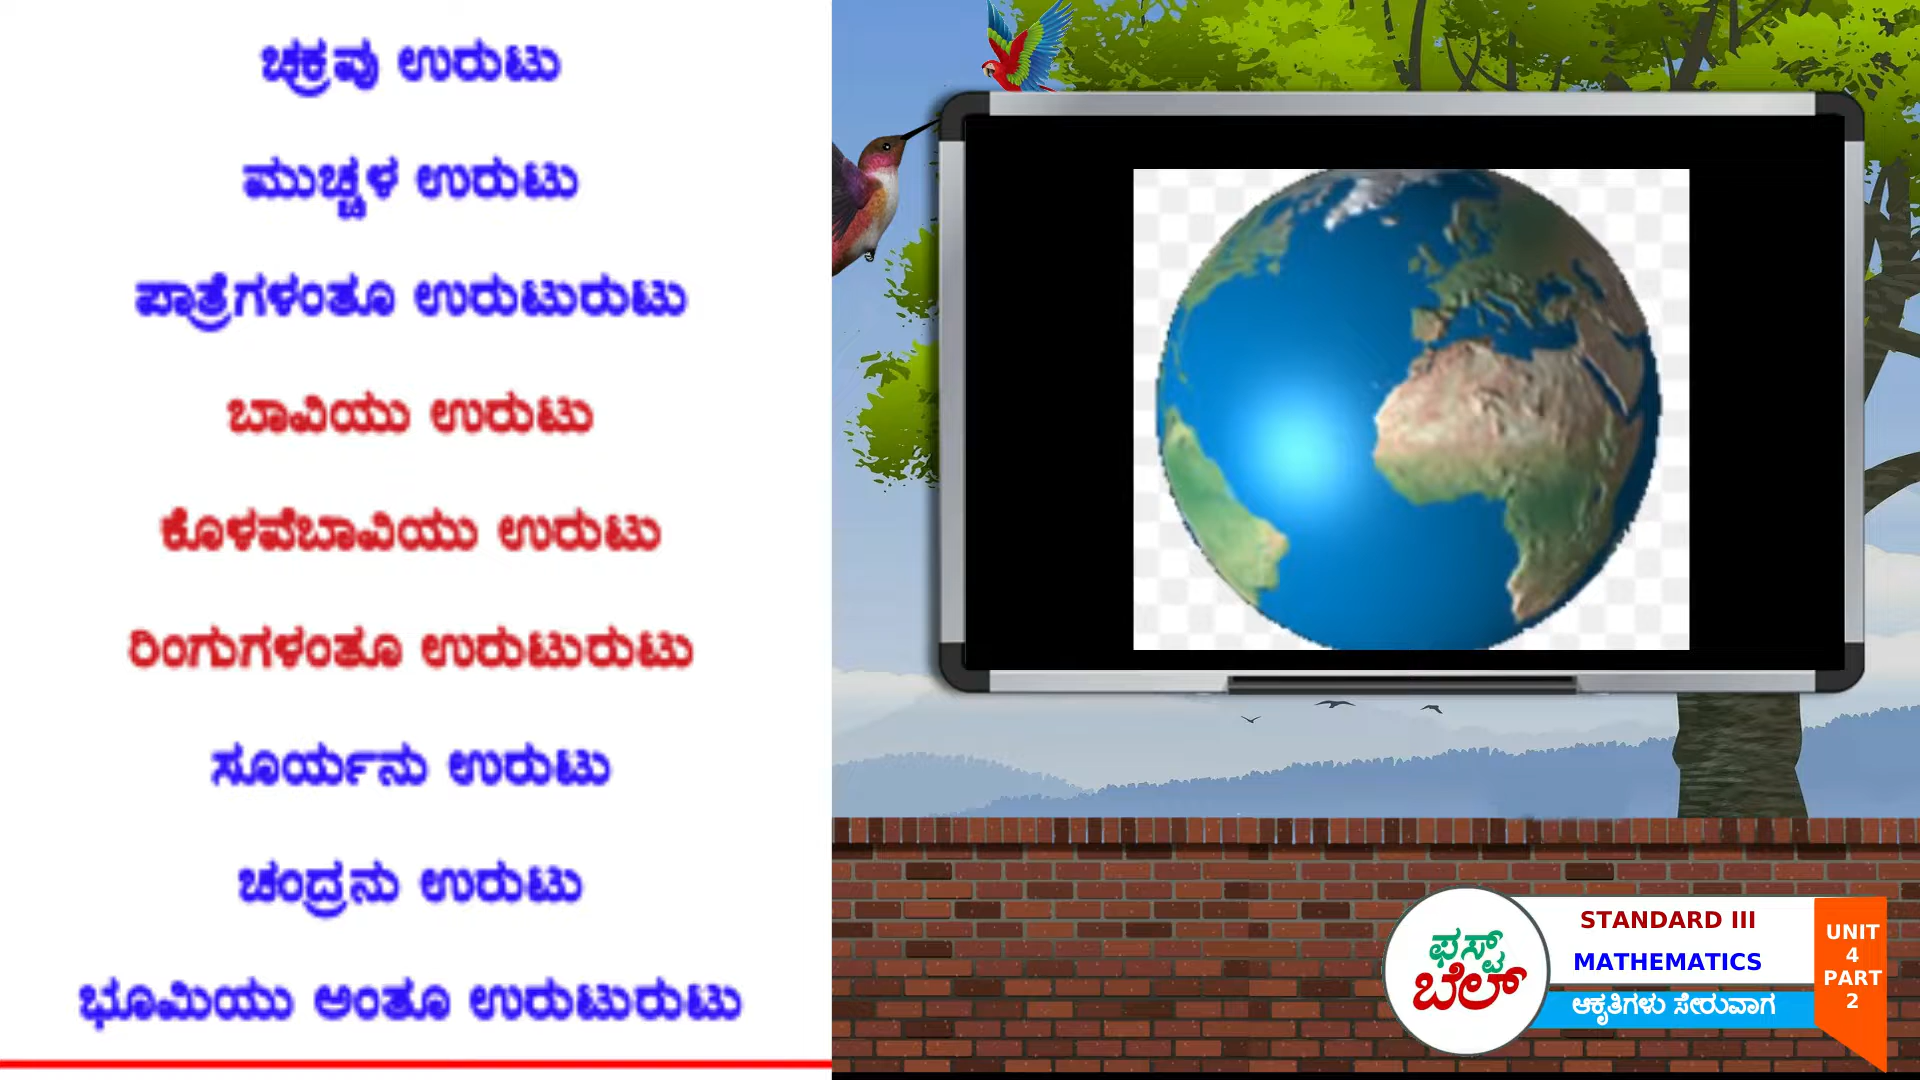 ಚಕ್ರವು ಉರುಟು
ಮುಚ್ಚಳ ಉರುಟು
ಪಾತ್ರೆಗಳಂತೂ ಉರುಟುರುಟು
ಬಾವಿಯು ಉರುಟು
ಕೊಳವೆಬಾವಿಯು ಉರುಟು
ರಿಂಗುಗಳಂತೂ ಉರುಟುರುಟು
ಸೂರ್ಯನು ಉರುಟು
ಚಂದ್ರನು ಉರುಟು
ಭೂಮಿಯು ಅಂತೂ ಉರುಟುರುಟು
ಫಸ್ಟ್
ಬೆಲ್
STANDARD III
MATHEMATICS
ಆಕೃತಿಗಳು ಸೇರುವಾಗ
UNIT
4
PART
2